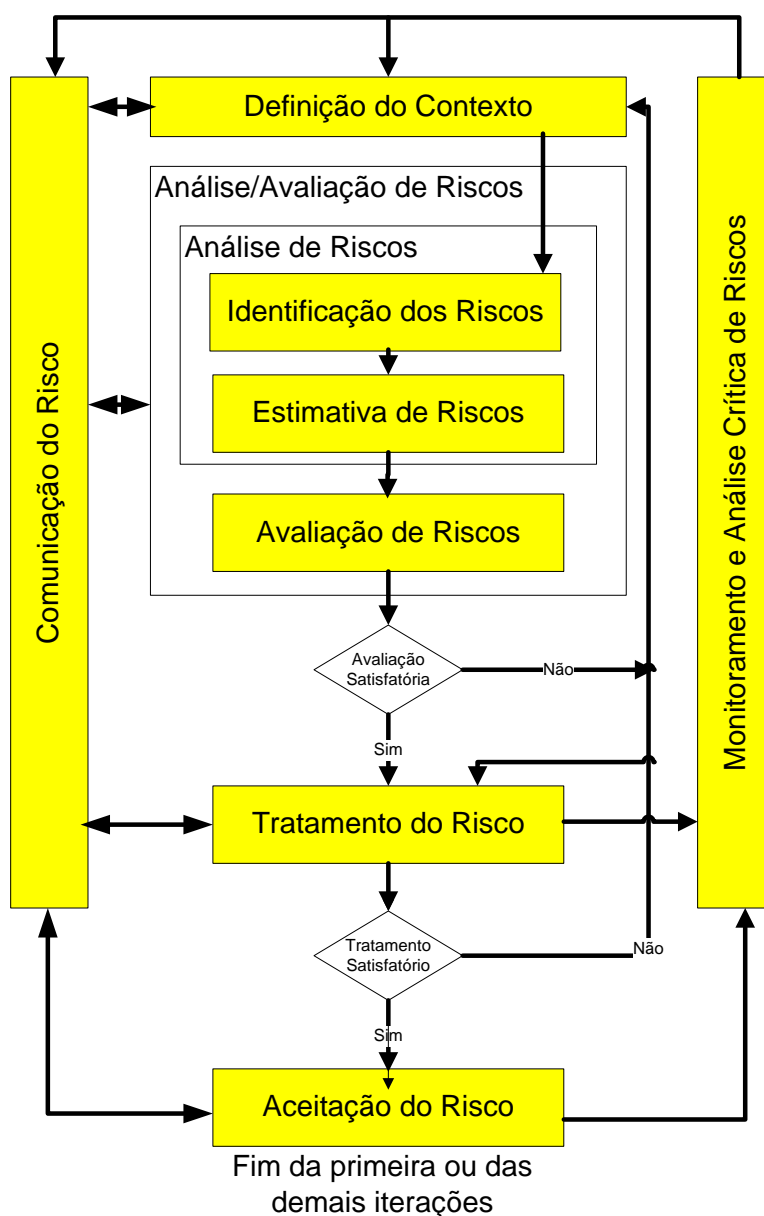 Definição do Contexto
Análise/Avaliação de Riscos
Análise de Riscos
Identificação dos Riscos
Estimativa de Riscos
Avaliação de Riscos
Comunicação do Risco
Monitoramento e Análise Crítica de Riscos
Avaliação
Satisfatória
Não
Sim
Tratamento do Risco
Tratamento
Satisfatório
Não
Sim
Aceitação do Risco
Fim da primeira ou das
demais iterações